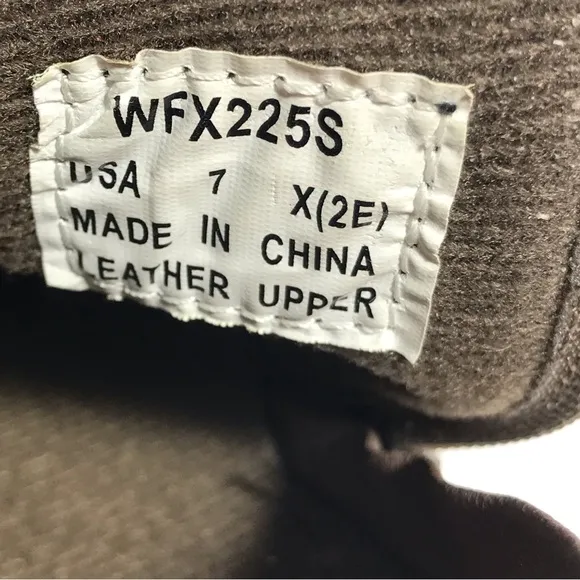 WFX225S
USA 7 X(2E)
MADE IN CHINA
LEATHER UPPER